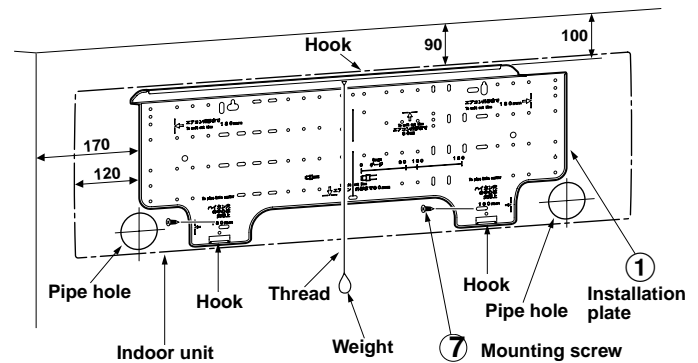 100
90
Hook
170
120
Pipe hole
Hook
Thread
Hook
Pipe hole
1
Installation
plate
Indoor unit
Weight
7 Mounting screw